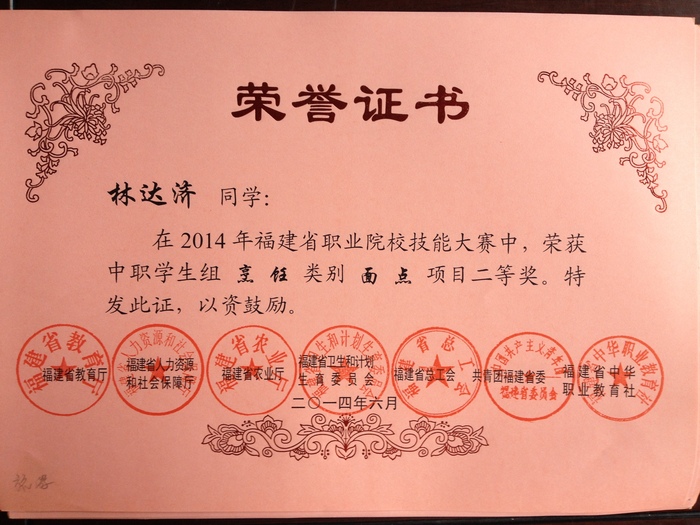 荣誉证书
林达济 同学：
在2014年福建省职业院校技能大赛中，荣获
中职学生组 烹饪 类别 面点 项目二等奖。特
发此证，以资鼓励。
福建省教育厅
福建省人力资源
和社会保障厅
福建省农业厅
福建省卫生和计划
生育委员会
福建省总工会
共青团福建省委
福建省中华
职业教育社
二〇一四年六月